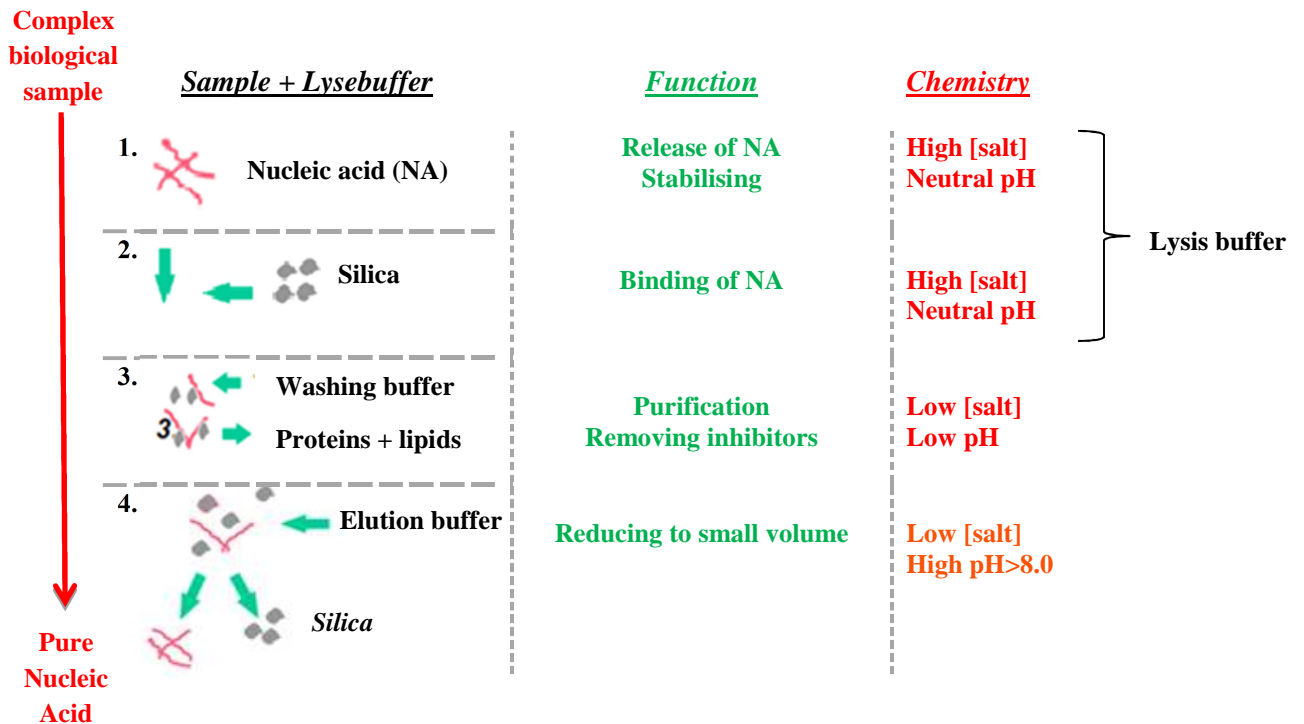 Complex
biological
sample
Sample + Lysebuffer
Function
Chemistry
1.
Nucleic acid (NA)
Release of NA
Stabilising
High [salt]
Neutral pH
Lysis buffer
2.
Silica
Binding of NA
High [salt]
Neutral pH
3.
Washing buffer
3
Proteins + lipids
Purification
Removing inhibitors
Low [salt]
Low pH
4.
Elution buffer
Reducing to small volume
Low [salt]
High pH>8.0
Silica
Pure
Nucleic
Acid